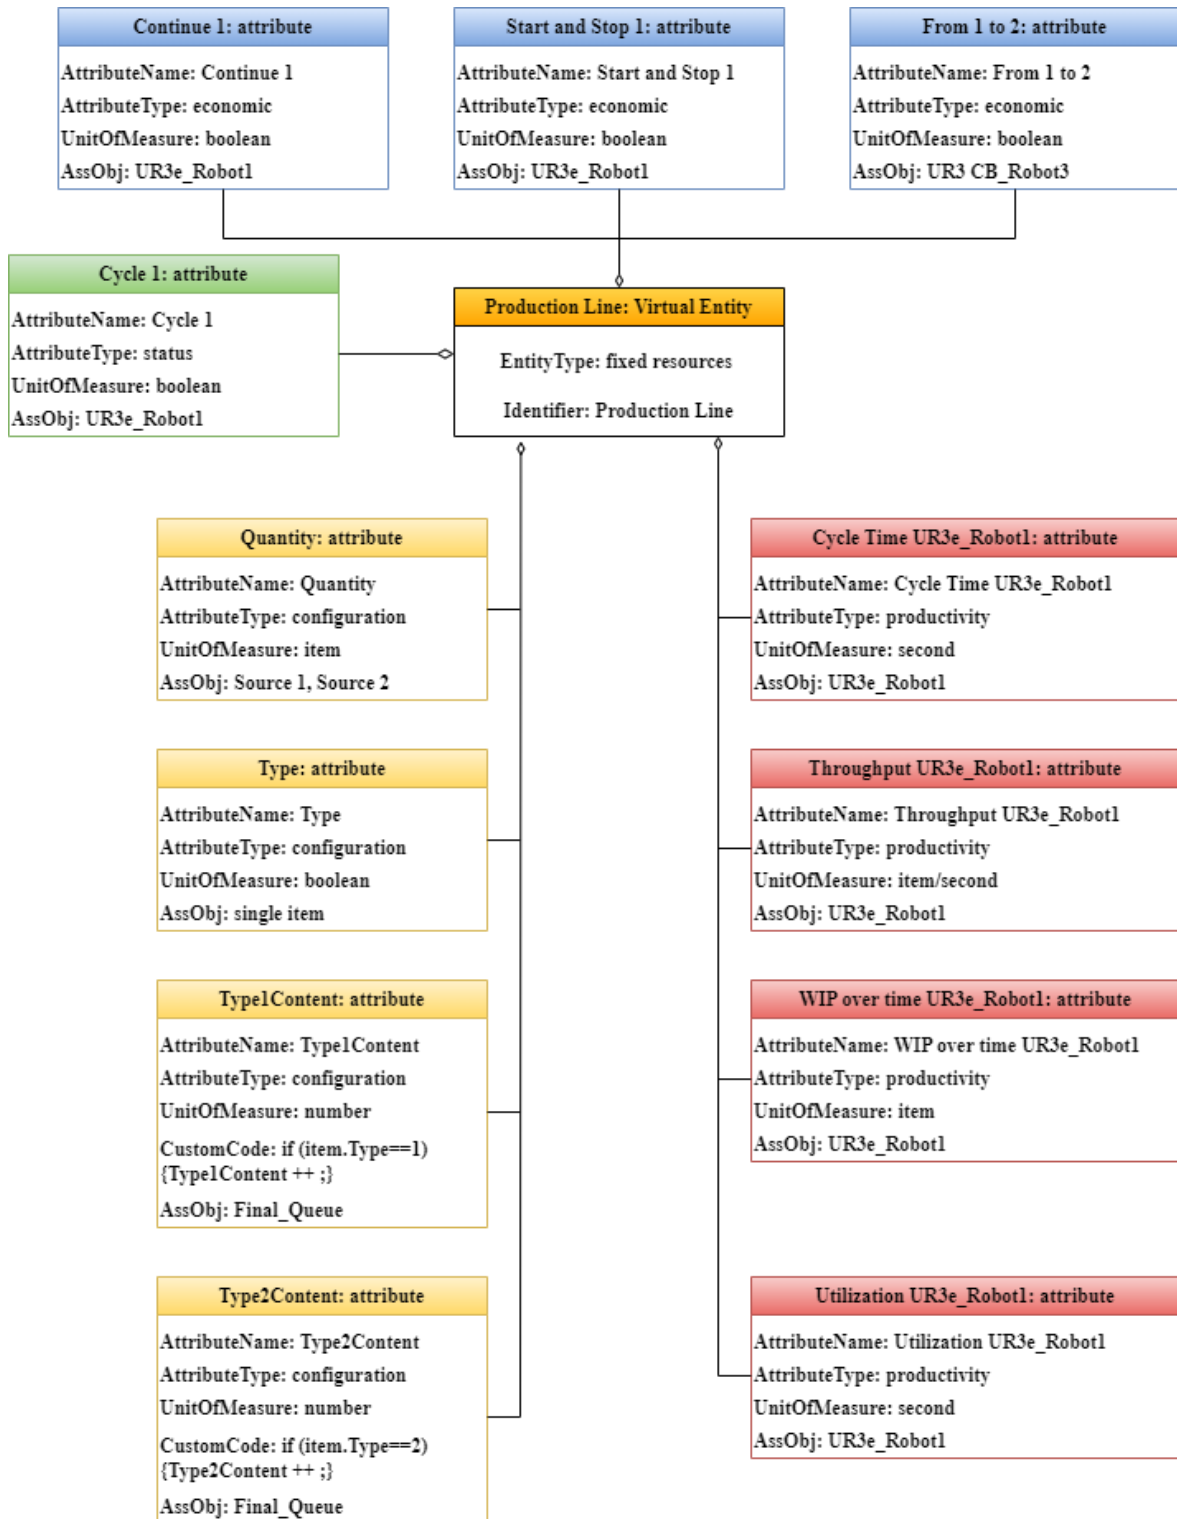 Continue 1: attribute
AttributeName: Continue 1
AttributeType: economic
UnitOfMeasure: boolean
AssObj: UR3e_Robot1
Start and Stop 1: attribute
AttributeName: Start and Stop 1
AttributeType: economic
UnitOfMeasure: boolean
AssObj: UR3e_Robot1
From 1 to 2: attribute
AttributeName: From 1 to 2
AttributeType: economic
UnitOfMeasure: boolean
AssObj: UR3 CB_Robot3
Cycle 1: attribute
AttributeName: Cycle 1
AttributeType: status
UnitOfMeasure: boolean
AssObj: UR3e_Robot1
Production Line: Virtual Entity
EntityType: fixed resources
Identifier: Production Line
Quantity: attribute
AttributeName: Quantity
AttributeType: configuration
UnitOfMeasure: item
AssObj: Source 1, Source 2
Type: attribute
AttributeName: Type
AttributeType: configuration
UnitOfMeasure: boolean
AssObj: single item
Type1Content: attribute
AttributeName: Type1Content
AttributeType: configuration
UnitOfMeasure: number
CustomCode: if (item.Type==1)
{Type1Content ++ ;}
AssObj: Final_Queue
Type2Content: attribute
AttributeName: Type2Content
AttributeType: configuration
UnitOfMeasure: number
CustomCode: if (item.Type==2)
{Type2Content ++ ;}
AssObj: Final_Queue
Cycle Time UR3e_Robot1: attribute
AttributeName: Cycle Time UR3e_Robot1
AttributeType: productivity
UnitOfMeasure: second
AssObj: UR3e_Robot1
Throughput UR3e_Robot1: attribute
AttributeName: Throughput UR3e_Robot1
AttributeType: productivity
UnitOfMeasure: item/second
AssObj: UR3e_Robot1
WIP over time UR3e_Robot1: attribute
AttributeName: WIP over time UR3e_Robot1
AttributeType: productivity
UnitOfMeasure: item
AssObj: UR3e_Robot1
Utilization UR3e_Robot1: attribute
AttributeName: Utilization UR3e_Robot1
AttributeType: productivity
UnitOfMeasure: second
AssObj: UR3e_Robot1